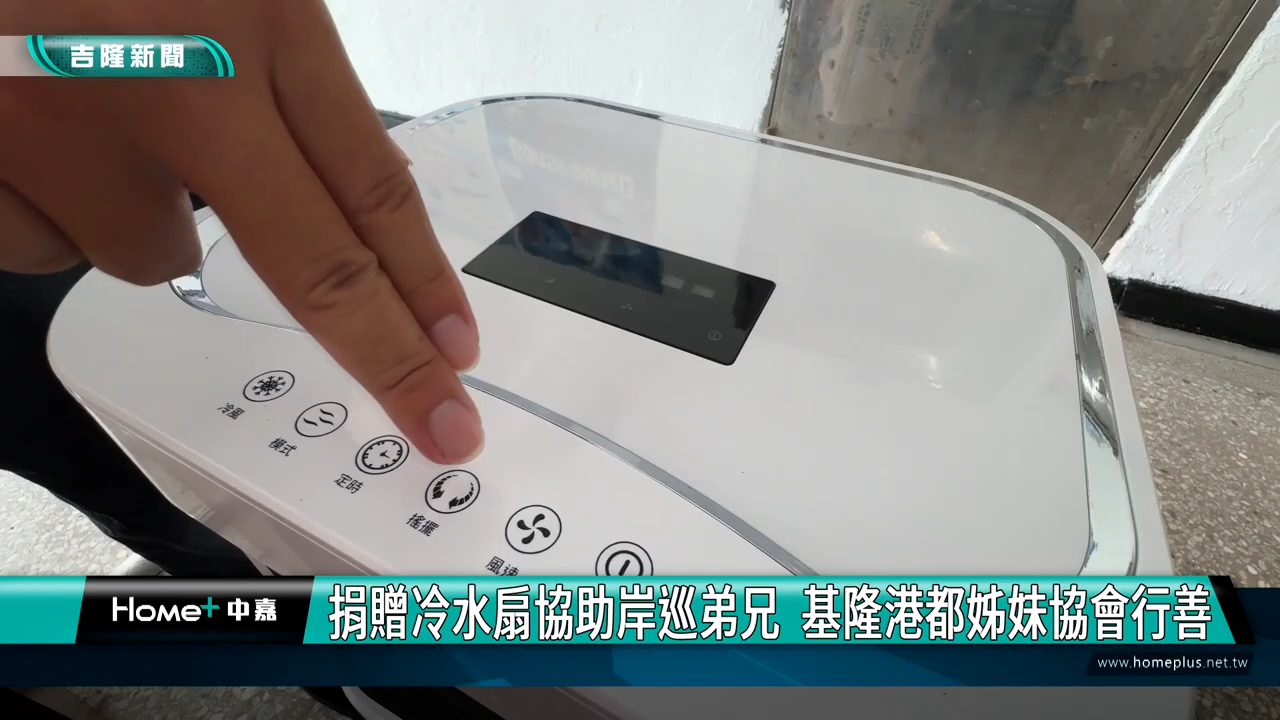 吉隆新聞
冷風
模式
定時
搖擺
風速
Home+中嘉
捐贈冷水扇協助岸巡弟兄 基隆港都姊妹協會行善
www.homeplus.net.tw